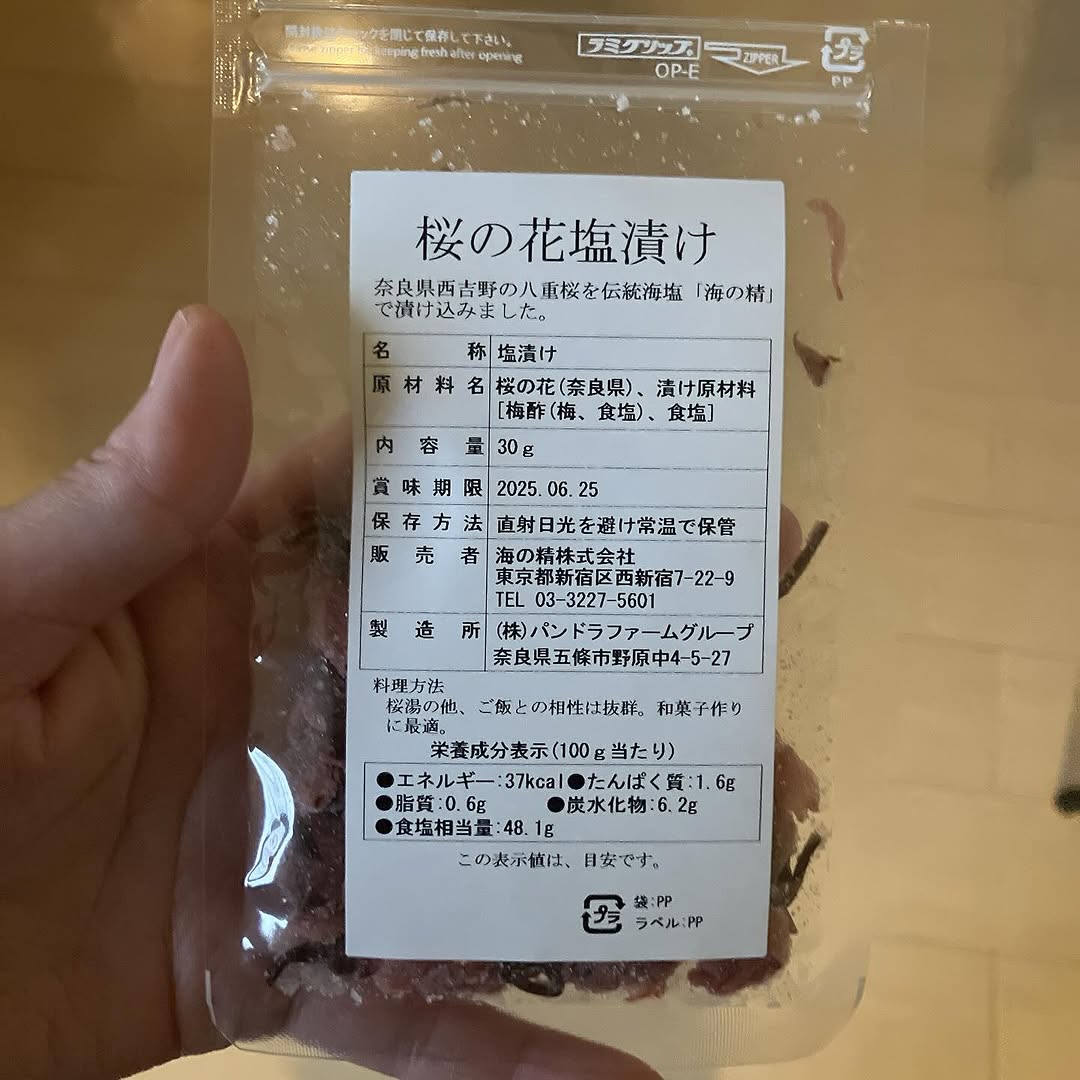 開封後はチャックを閉じて保存して下さい。
Close zipper for keeping fresh after opening
ラミグリップ®
OP-E
ZIPPER
プラ
PP
桜の花塩漬け
奈良県西吉野の八重桜を伝統海塩「海の精」
で漬け込みました。
名称 塩漬け
原材料名 桜の花(奈良県)、漬け原材料
[梅酢(梅、食塩)、食塩]
内容量 30g
賞味期限 2025.06.25
保存方法 直射日光を避け常温で保管
販売者 海の精株式会社
東京都新宿区西新宿7-22-9
TEL 03-3227-5601
製造所 (株)パンドラファームグループ
奈良県五條市野原中4-5-27
料理方法
桜湯の他、ご飯との相性は抜群。和菓子作り
に最適。
栄養成分表示(100g当たり)
●エネルギー:37kcal●たんぱく質:1.6g
●脂質:0.6g ●炭水化物:6.2g
●食塩相当量:48.1g
この表示値は、目安です。
プラ 袋:PP
ラベル:PP